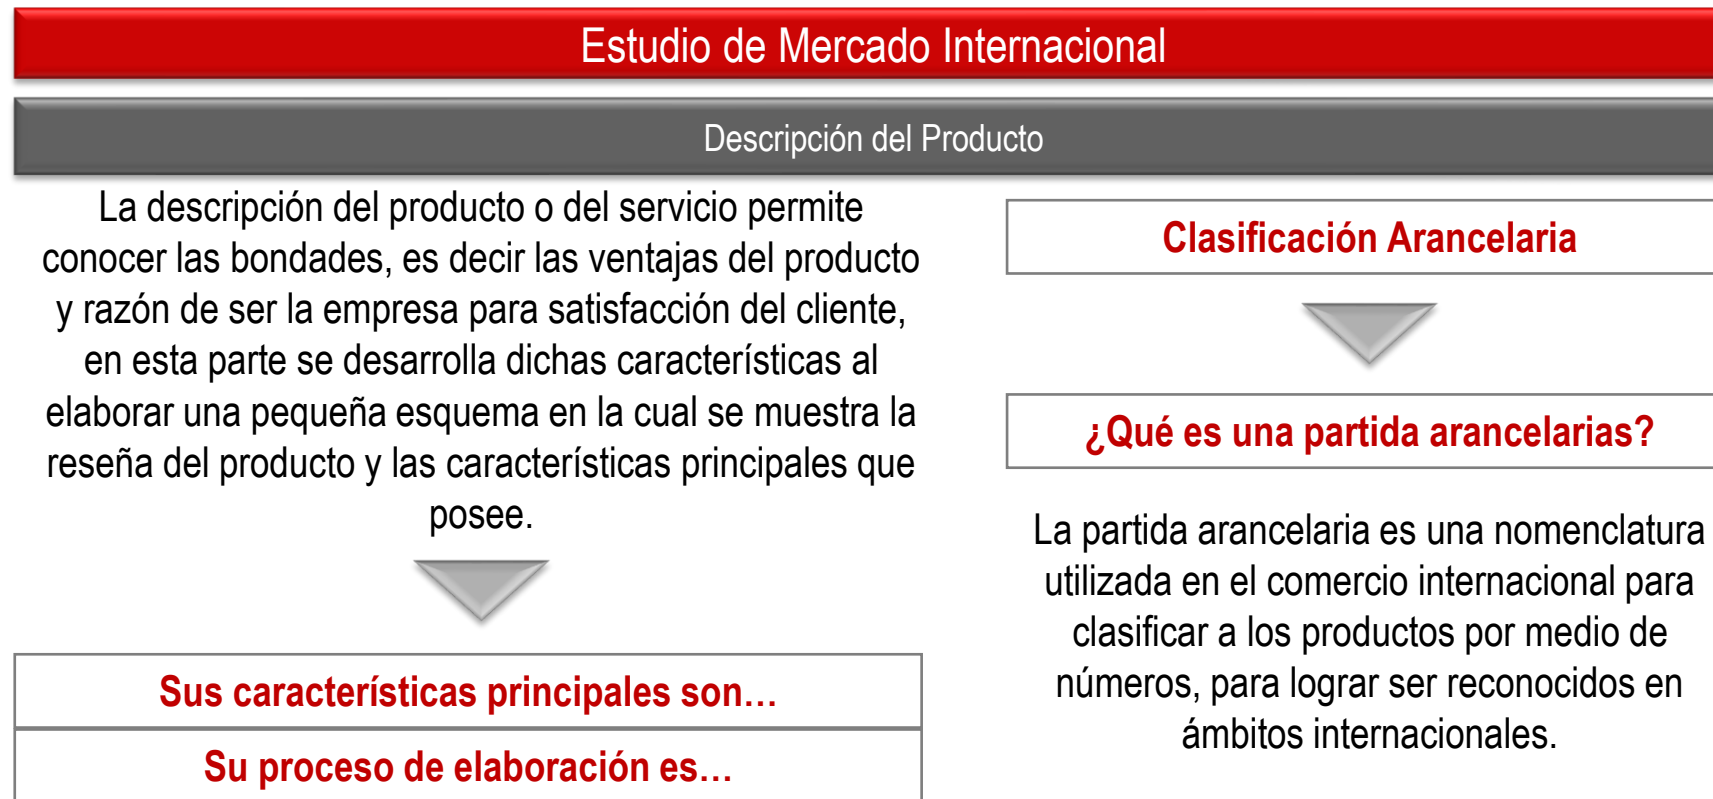 Estudio de Mercado Internacional
Descripción del Producto
La descripción del producto o del servicio permite
conocer las bondades, es decir las ventajas del producto
y razón de ser la empresa para satisfacción del cliente,
en esta parte se desarrolla dichas características al
elaborar una pequeña esquema en la cual se muestra la
reseña del producto y las características principales que
posee.
Sus características principales son…
Su proceso de elaboración es…
Clasificación Arancelaria
¿Qué es una partida arancelarias?
La partida arancelaria es una nomenclatura
utilizada en el comercio internacional para
clasificar a los productos por medio de
números, para lograr ser reconocidos en
ámbitos internacionales.